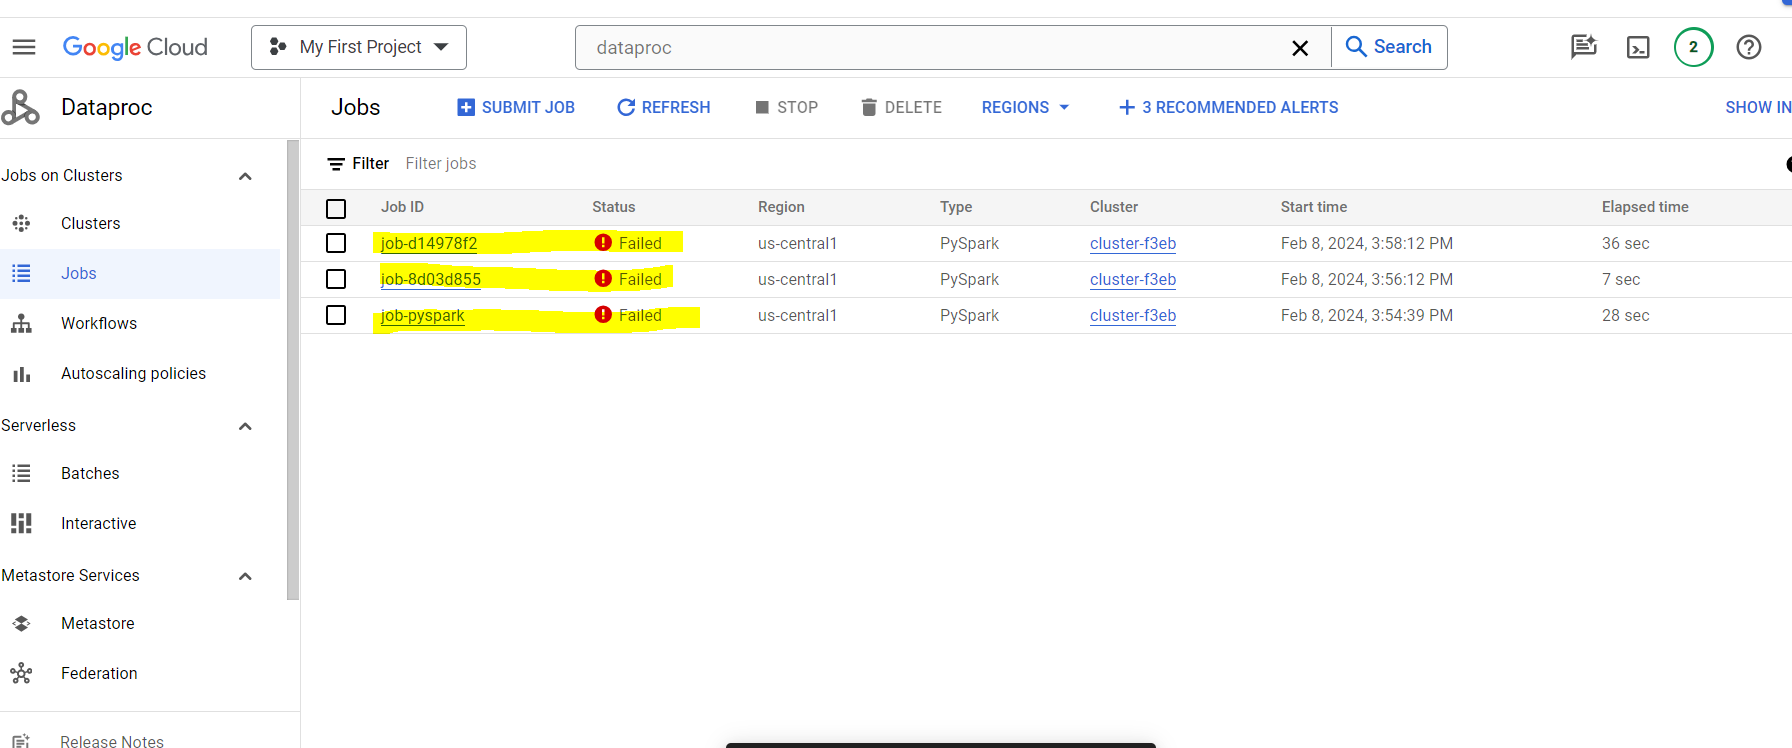 Google Cloud
My First Project
dataproc
Search
2
Dataproc
Jobs
SUBMIT JOB
REFRESH
STOP
DELETE
REGIONS
3 RECOMMENDED ALERTS
SHOW IN
Jobs on Clusters
Clusters
Jobs
Workflows
Autoscaling policies
Serverless
Batches
Interactive
Metastore Services
Metastore
Federation
Release Notes
Filter Filter jobs
Job ID Status Region Type Cluster Start time Elapsed time
job-d14978f2 Failed us-central1 PySpark cluster-f3eb Feb 8, 2024, 3:58:12 PM 36 sec
job-8d03d855 Failed us-central1 PySpark cluster-f3eb Feb 8, 2024, 3:56:12 PM 7 sec
job-pyspark Failed us-central1 PySpark cluster-f3eb Feb 8, 2024, 3:54:39 PM 28 sec